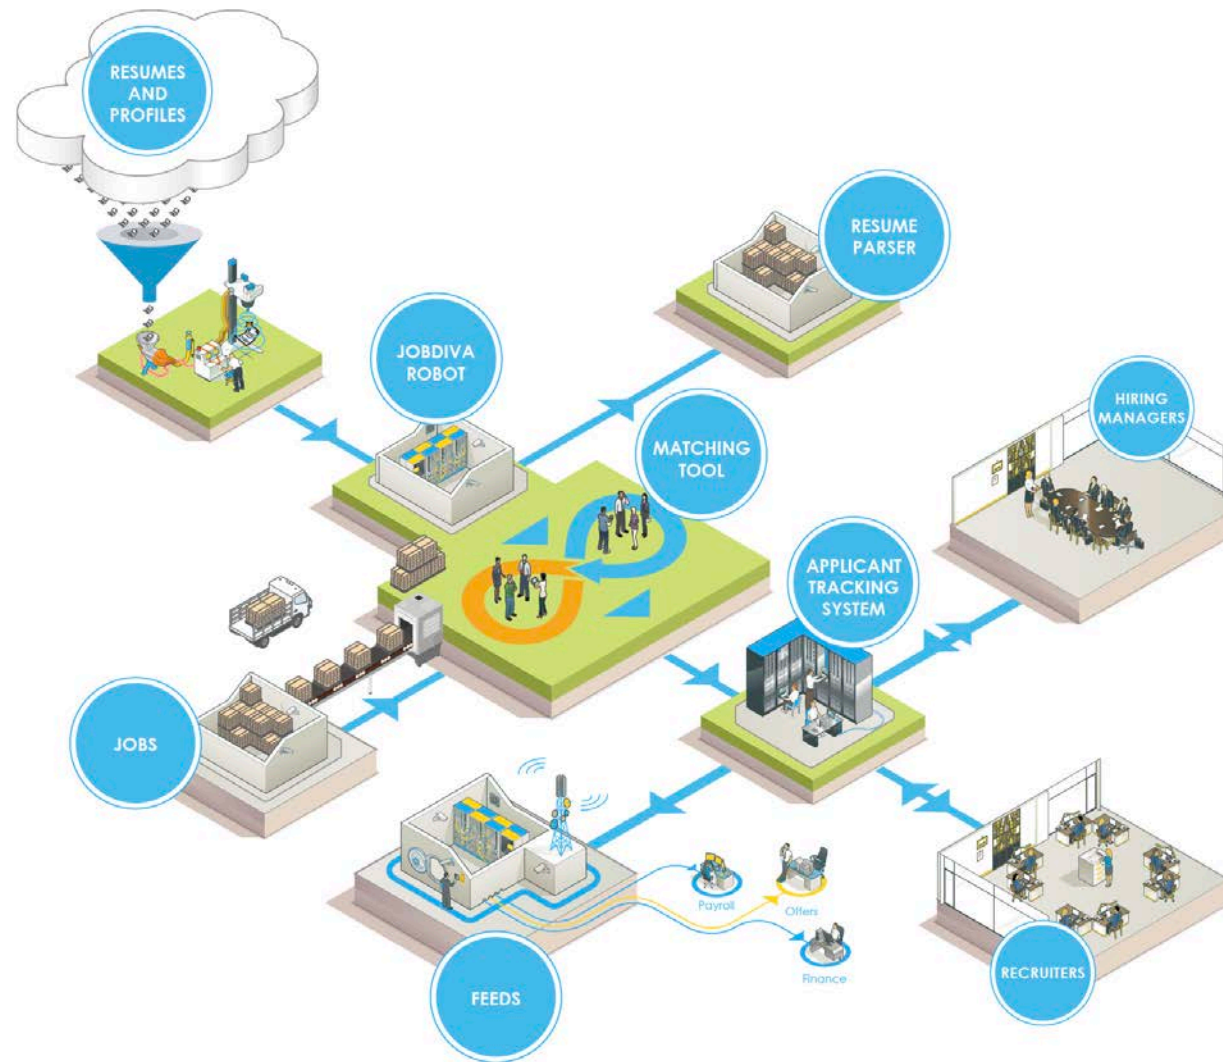 RESUMES
AND
PROFILES
RESUME
PARSER
JOBDIVA
ROBOT
MATCHING
TOOL
HIRING
MANAGERS
APPLICANT
TRACKING
SYSTEM
JOBS
Payroll
Offers
Finance
RECRUITERS
FEEDS